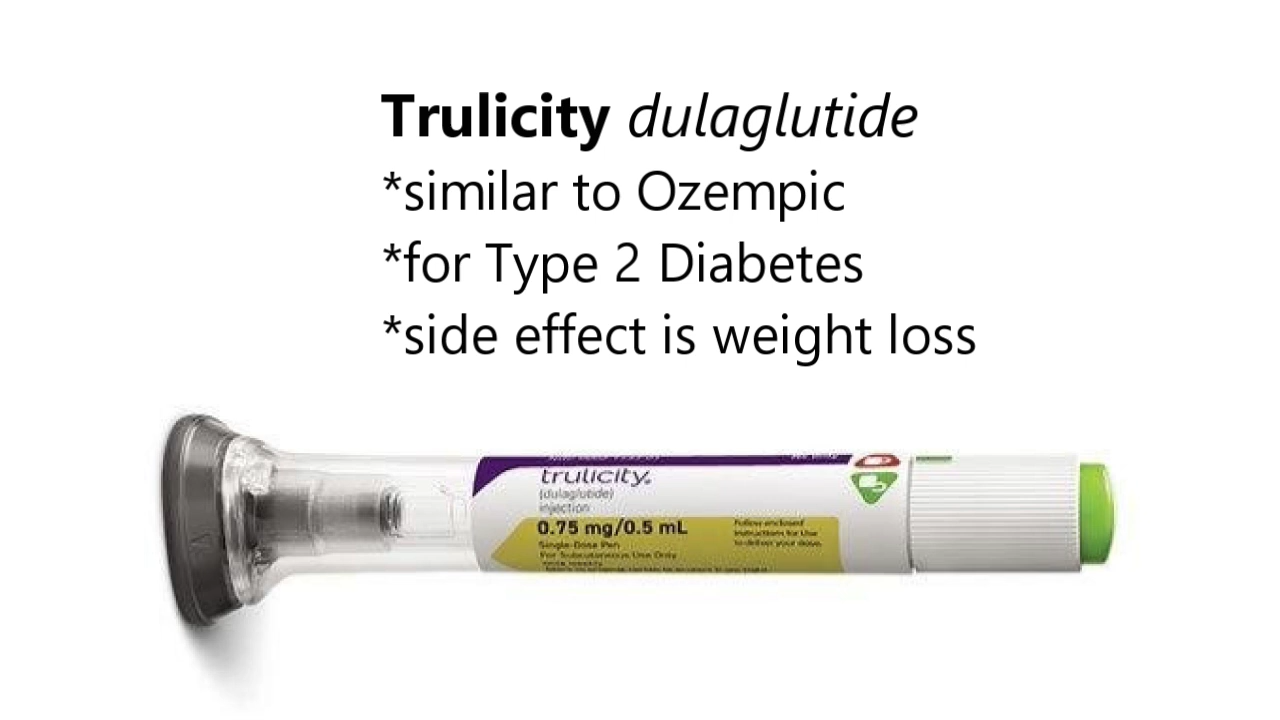 Trulicity dulaglutide
*similar to Ozempic
*for Type 2 Diabetes
*side effect is weight loss
trulicity®
(dulaglutide)
injection
0.75 mg/0.5 mL
Single-Dose Pen
For Subcutaneous Use Only
Follow enclosed
Instructions for Use
to deliver your dose.